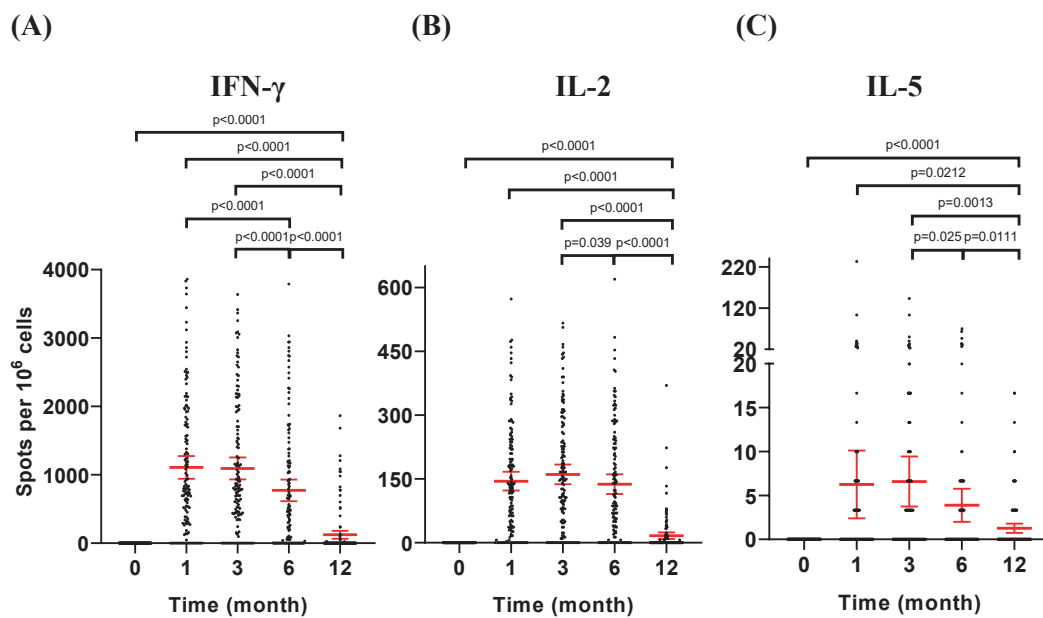 (A)
(B)
(C)
IFN-γ
IL-2
IL-5
p<0.0001
p<0.0001
p<0.0001
p<0.0001
p<0.0001 p<0.0001
p<0.0001
p<0.0001
p<0.0001
p=0.039 p<0.0001
p<0.0001
p=0.0212
p=0.0013
p=0.025 p=0.0111
Spots per 10⁶ cells
4000
3000
2000
1000
0
0 1 3 6 12
Time (month)
600
450
300
150
0
0 1 3 6 12
Time (month)
220
120
20
20
15
10
5
0
0 1 3 6 12
Time (month)